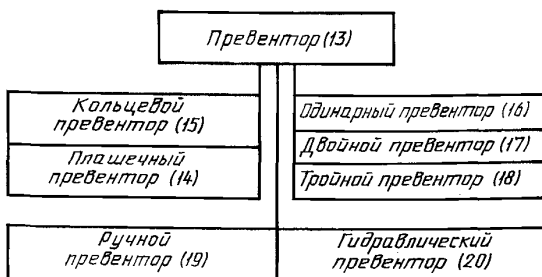 Превентор (13)
Кольцевой
превентор (15)
Плашечный
превентор (14)
Одинарный превентор (16)
Двойной превентор (17)
Тройной превентор (18)
Ручной
превентор (19)
Гидравлический
превентор (20)